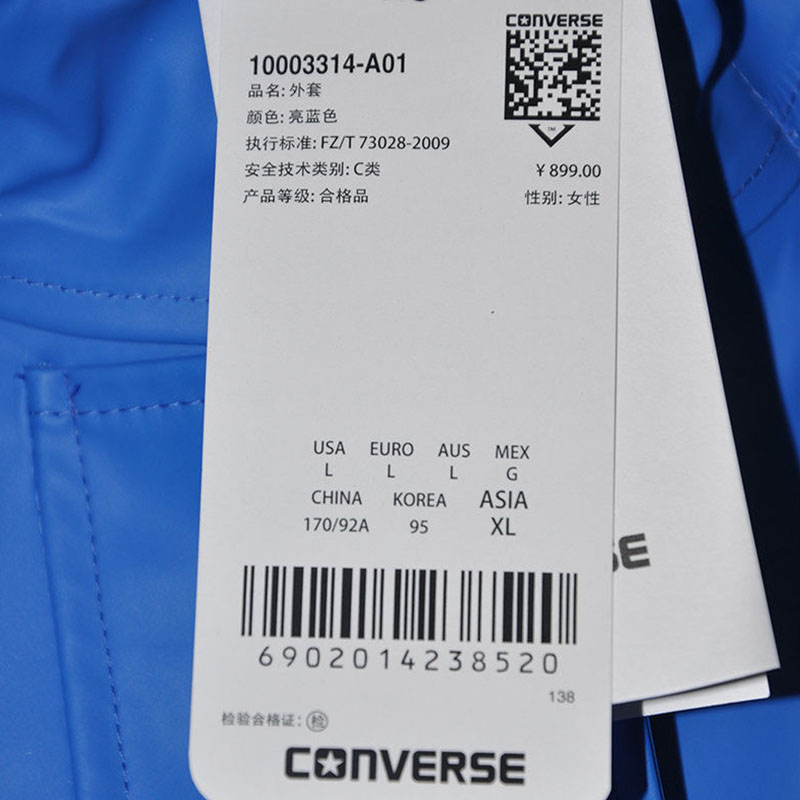 CONVERSE
10003314-A01
品名: 外套
颜色: 亮蓝色
执行标准: FZ/T 73028-2009
安全技术类别: C类
¥ 899.00
产品等级: 合格品
性别: 女性
TM
USA EURO AUS MEX
L L L G
CHINA KOREA ASIA
170/92A 95 XL
6902014238520
138
检验合格证: 检
CONVERSE
SE